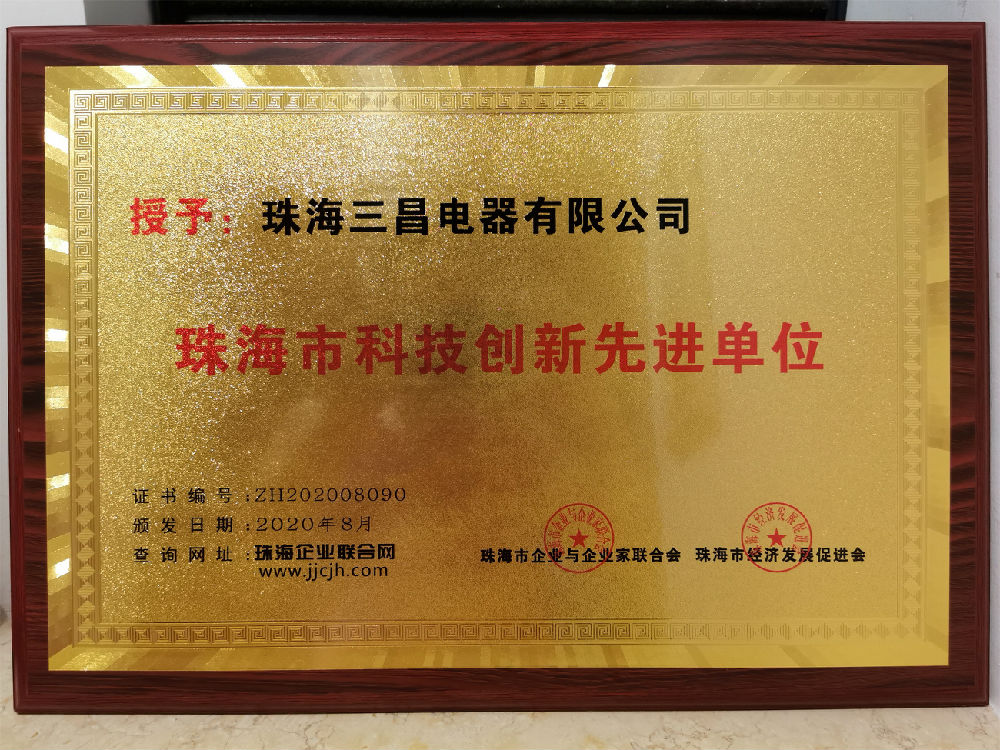 授予：珠海三昌电器有限公司
珠海市科技创新先进单位
证书编号：ZH202008090
颁发日期：2020年8月
查询网址：珠海企业联合网
www.jjcjh.com
珠海市企业与企业家联合会 珠海市经济发展促进会